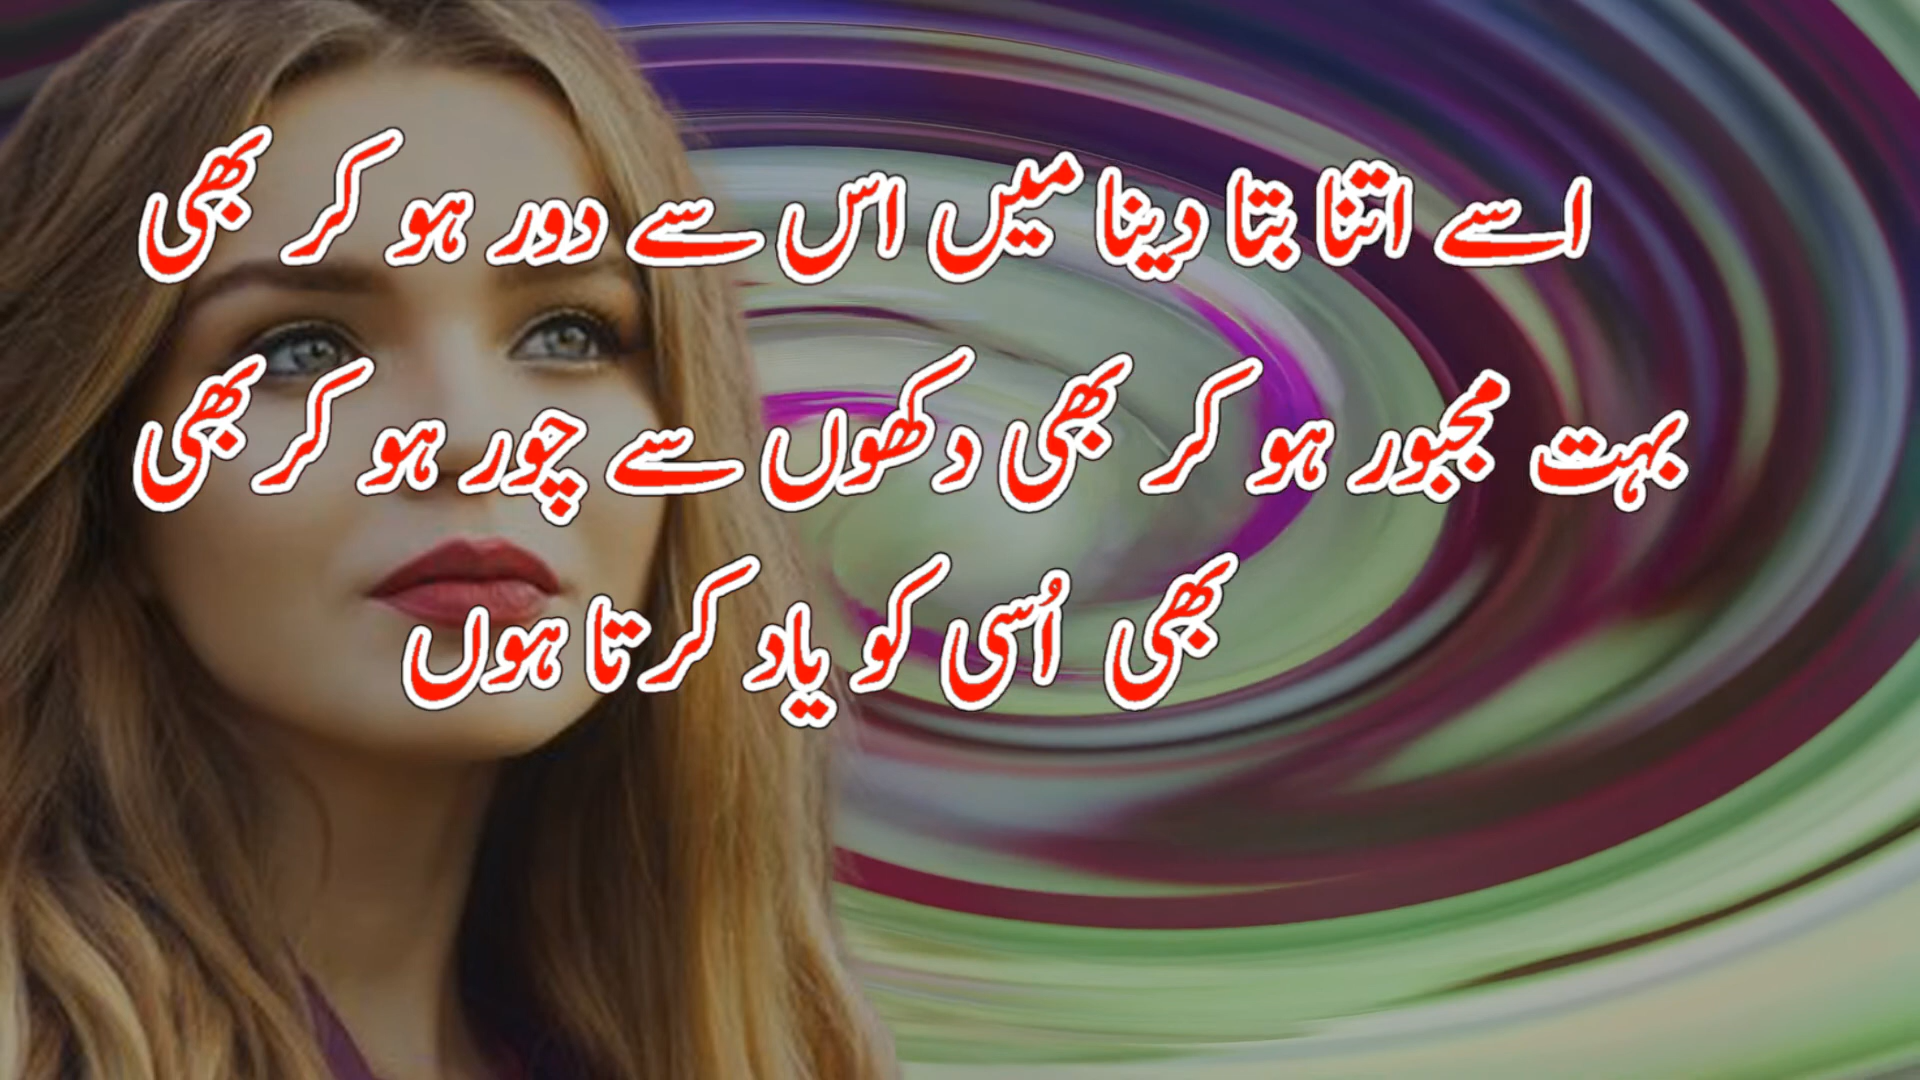 اسے اتنا بتا دینا میں اس سے دور ہو کر بھی
بہت مجبور ہو کر بھی دکھوں سے چور ہو کر بھی
بھی اُسی کو یاد کرتا ہوں